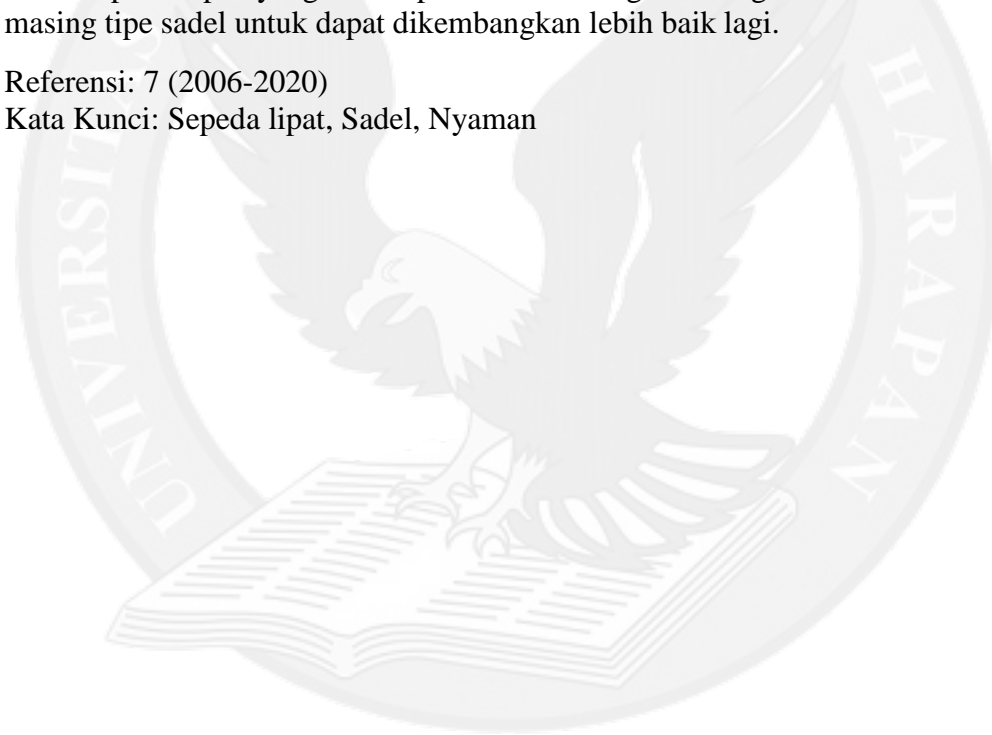 masing tipe sadel untuk dapat dikembangkan lebih baik lagi.
Referensi: 7 (2006-2020)
Kata Kunci: Sepeda lipat, Sadel, Nyaman
UNIVERSITAS
HARAPAN